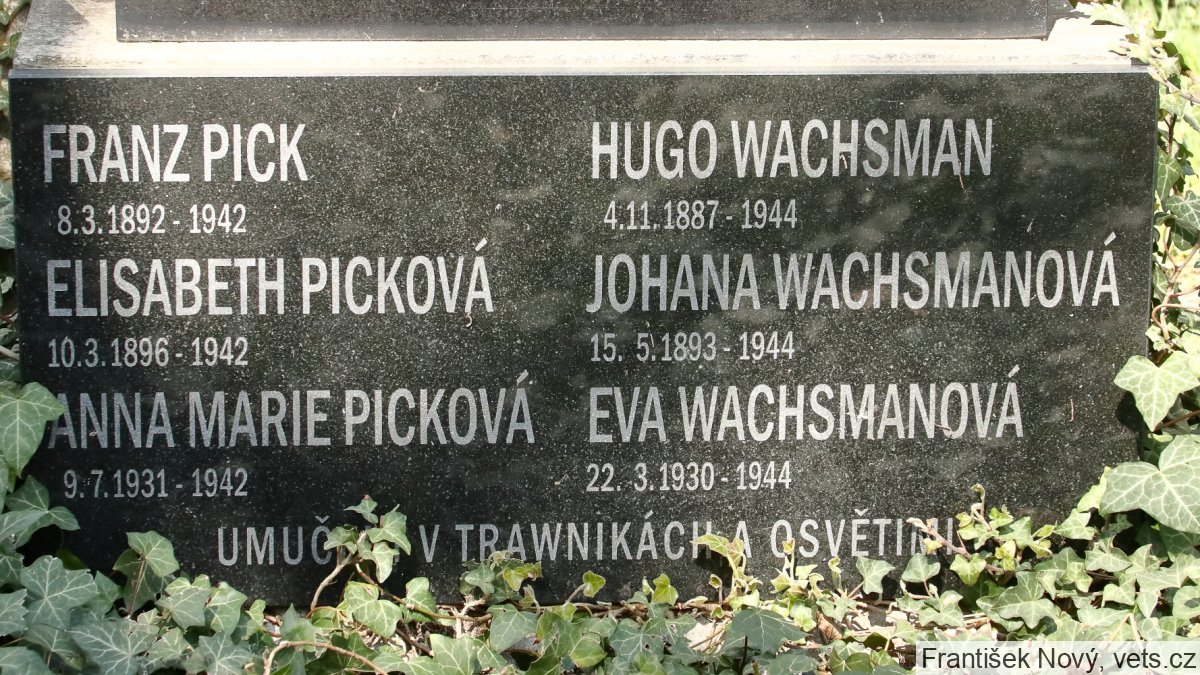 FRANZ PICK
8.3.1892 - 1942
ELISABETH PICKOVÁ
10.3.1896 - 1942
ANNA MARIE PICKOVÁ
9.7.1931 - 1942
HUGO WACHSMAN
4.11.1887 - 1944
JOHANA WACHSMANOVÁ
15. 5.1893 - 1944
EVA WACHSMANOVÁ
22. 3.1930 - 1944
V TRAWNIKÁCH A OSVĚTIMI
František Nový, vets.cz